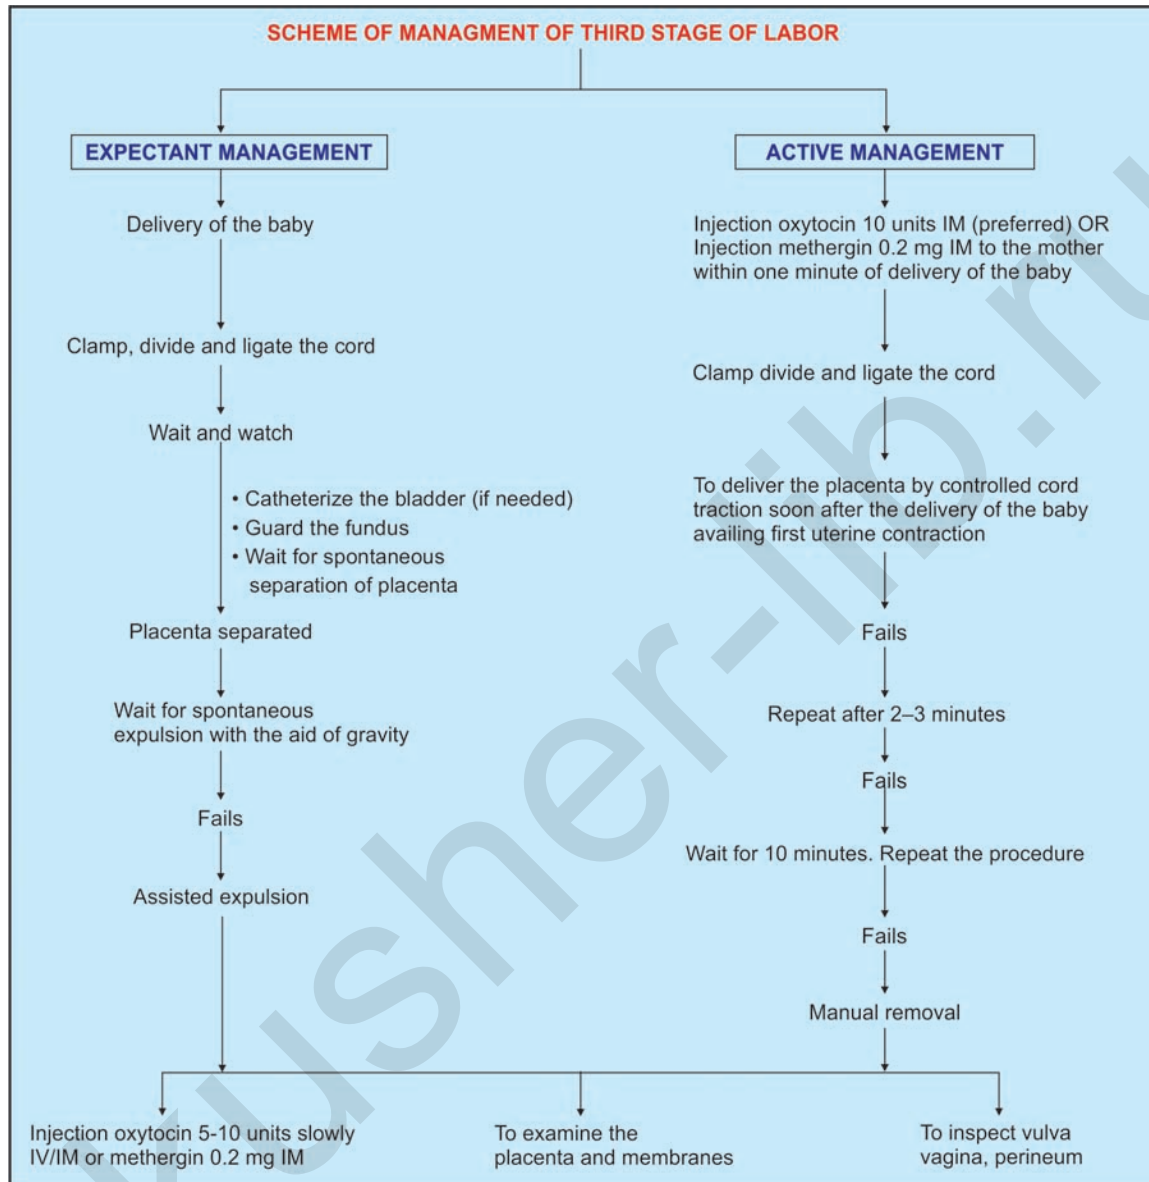 SCHEME OF MANAGMENT OF THIRD STAGE OF LABOR
EXPECTANT MANAGEMENT
Delivery of the baby
Clamp, divide and ligate the cord
Wait and watch
• Catheterize the bladder (if needed)
• Guard the fundus
• Wait for spontaneous
separation of placenta
Placenta separated
Wait for spontaneous
expulsion with the aid of gravity
Fails
Assisted expulsion
ACTIVE MANAGEMENT
Injection oxytocin 10 units IM (preferred) OR
Injection methergin 0.2 mg IM to the mother
within one minute of delivery of the baby
Clamp divide and ligate the cord
To deliver the placenta by controlled cord
traction soon after the delivery of the baby
availing first uterine contraction
Fails
Repeat after 2–3 minutes
Fails
Wait for 10 minutes. Repeat the procedure
Fails
Manual removal
Injection oxytocin 5-10 units slowly
IV/IM or methergin 0.2 mg IM
To examine the
placenta and membranes
To inspect vulva
vagina, perineum
kusher-lib.ru